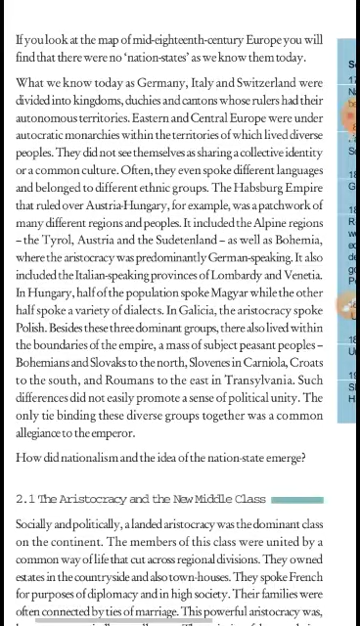 If you look at the map of mid-eighteenth-century Europe you will
find that there were no 'nation-states' as we know them today.
What we know today as Germany, Italy and Switzerland were
divided into kingdoms, duchies and cantons whose rulers had their
autonomous territories. Eastern and Central Europe were under
autocratic monarchies within the territories of which lived diverse
peoples. They did not see themselves as sharing a collective identity
or a common culture. Often, they even spoke different languages
and belonged to different ethnic groups. The Habsburg Empire
that ruled over Austria-Hungary, for example, was a patchwork of
many different regions and peoples. It included the Alpine regions
– the Tyrol, Austria and the Sudetenland – as well as Bohemia,
where the aristocracy was predominantly German-speaking. It also
included the Italian-speaking provinces of Lombardy and Venetia.
In Hungary, half of the population spoke Magyar while the other
half spoke a variety of dialects. In Galicia, the aristocracy spoke
Polish. Besides these three dominant groups, there also lived within
the boundaries of the empire, a mass of subject peasant peoples –
Bohemians and Slovaks to the north, Slovenes in Carniola, Croats
to the south, and Roumans to the east in Transylvania. Such
differences did not easily promote a sense of political unity. The
only tie binding these diverse groups together was a common
allegiance to the emperor.
How did nationalism and the idea of the nation-state emerge?
2.1 The Aristocracy and the New Middle Class
Socially and politically, a landed aristocracy was the dominant class
on the continent. The members of this class were united by a
common way of life that cut across regional divisions. They owned
estates in the countryside and also town-houses. They spoke French
for purposes of diplomacy and in high society. Their families were
often connected by ties of marriage. This powerful aristocracy was,